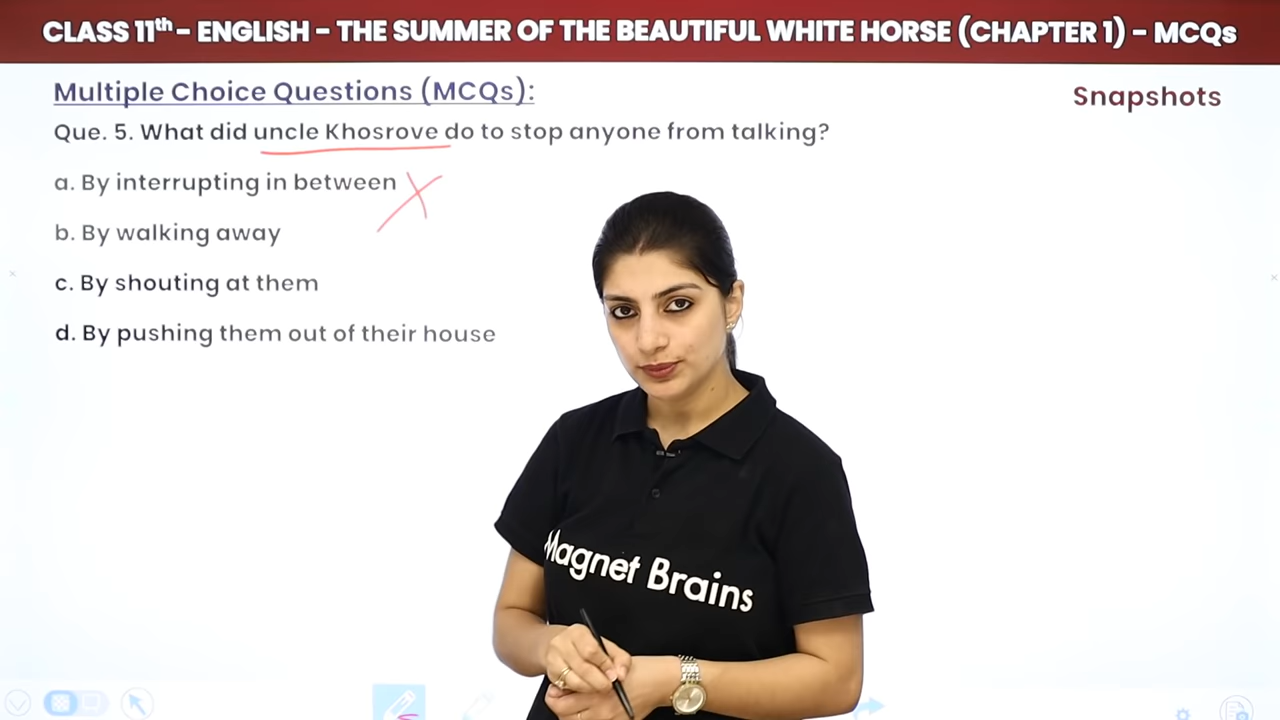 CLASS 11th - ENGLISH - THE SUMMER OF THE BEAUTIFUL WHITE HORSE (CHAPTER 1) - MCQs
Multiple Choice Questions (MCQs):
Snapshots
Que. 5. What did uncle Khosrove do to stop anyone from talking?
a. By interrupting in between
b. By walking away
c. By shouting at them
d. By pushing them out of their house
Magnet Brains